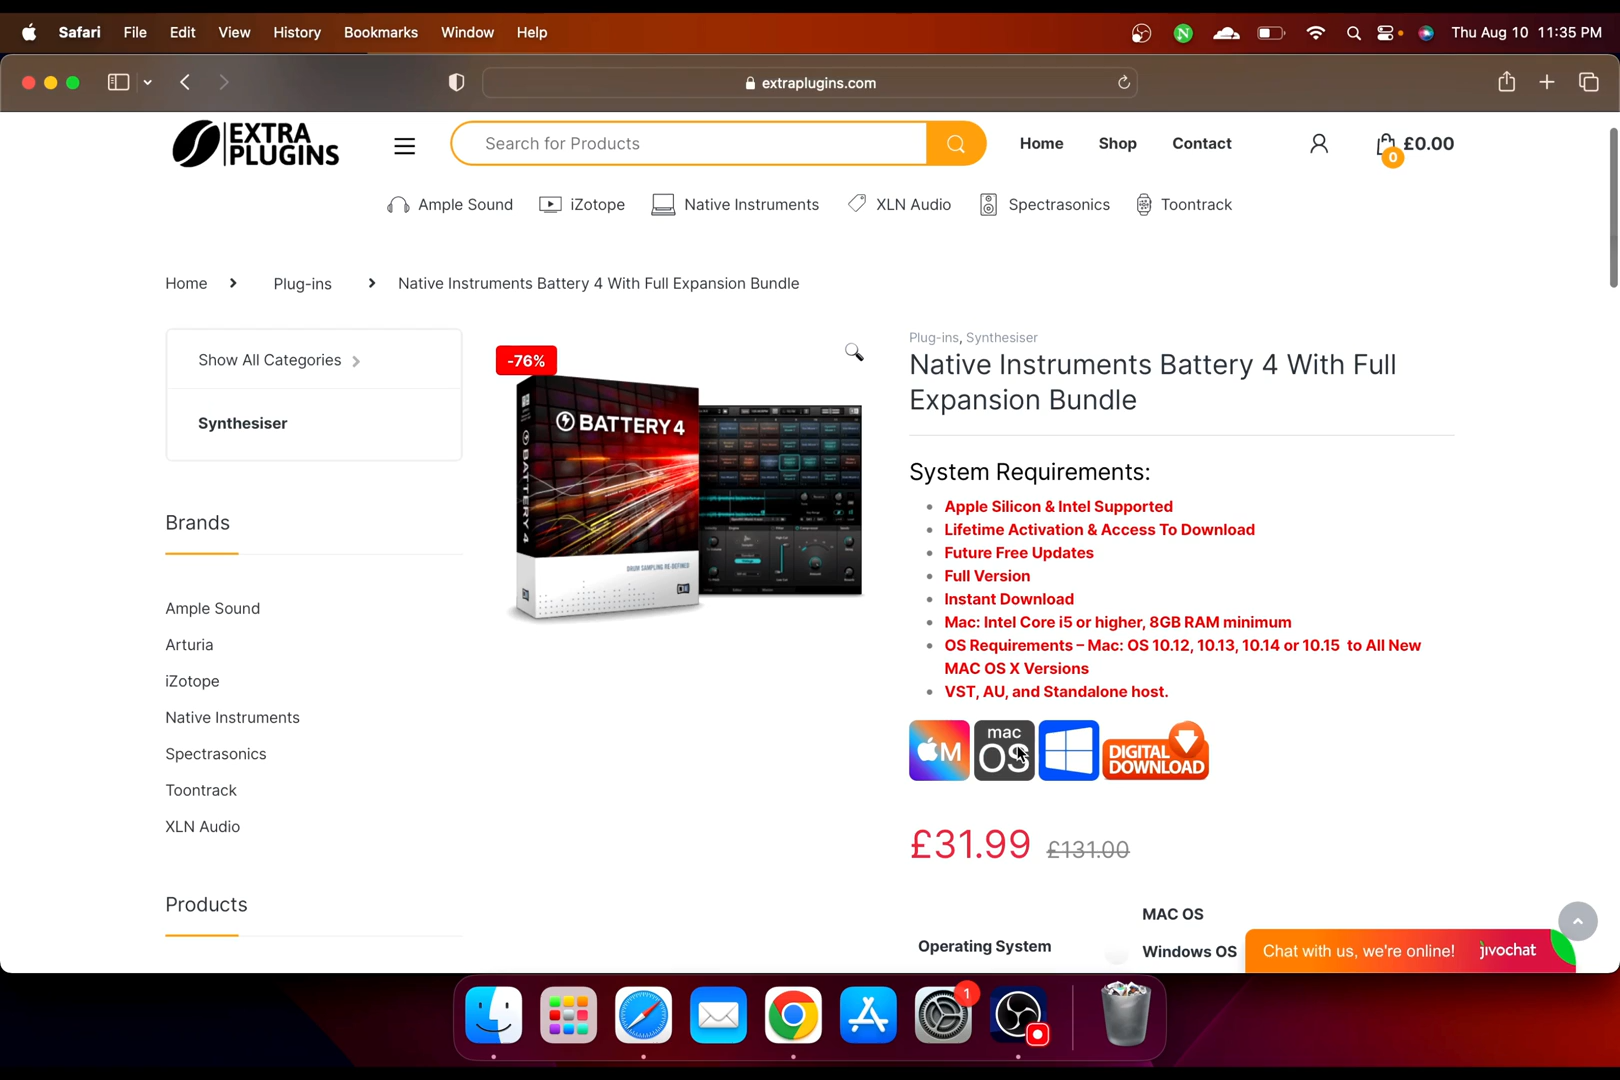 Safari File Edit View History Bookmarks Window Help Thu Aug 10 11:35 PM
extraplugins.com
EXTRA
PLUGINS
Search for Products
Home Shop Contact
£0.00
0
Ample Sound iZotope Native Instruments XLN Audio Spectrasonics Toontrack
Home > Plug-ins > Native Instruments Battery 4 With Full Expansion Bundle
Show All Categories
Synthesiser
Brands
Ample Sound
Arturia
iZotope
Native Instruments
Spectrasonics
Toontrack
XLN Audio
Products
-76%
BATTERY 4
BATTERY 4
DRUM SAMPLING RE-DEFINED
Plug-ins, Synthesiser
Native Instruments Battery 4 With Full
Expansion Bundle
System Requirements:
Apple Silicon & Intel Supported
Lifetime Activation & Access To Download
Future Free Updates
Full Version
Instant Download
Mac: Intel Core i5 or higher, 8GB RAM minimum
OS Requirements – Mac: OS 10.12, 10.13, 10.14 or 10.15 to All New
MAC OS X Versions
VST, AU, and Standalone host.
M
mac
OS
DIGITAL
DOWNLOAD
£31.99 £131.00
MAC OS
Operating System
Windows OS
Chat with us, we're online! jivochat
1